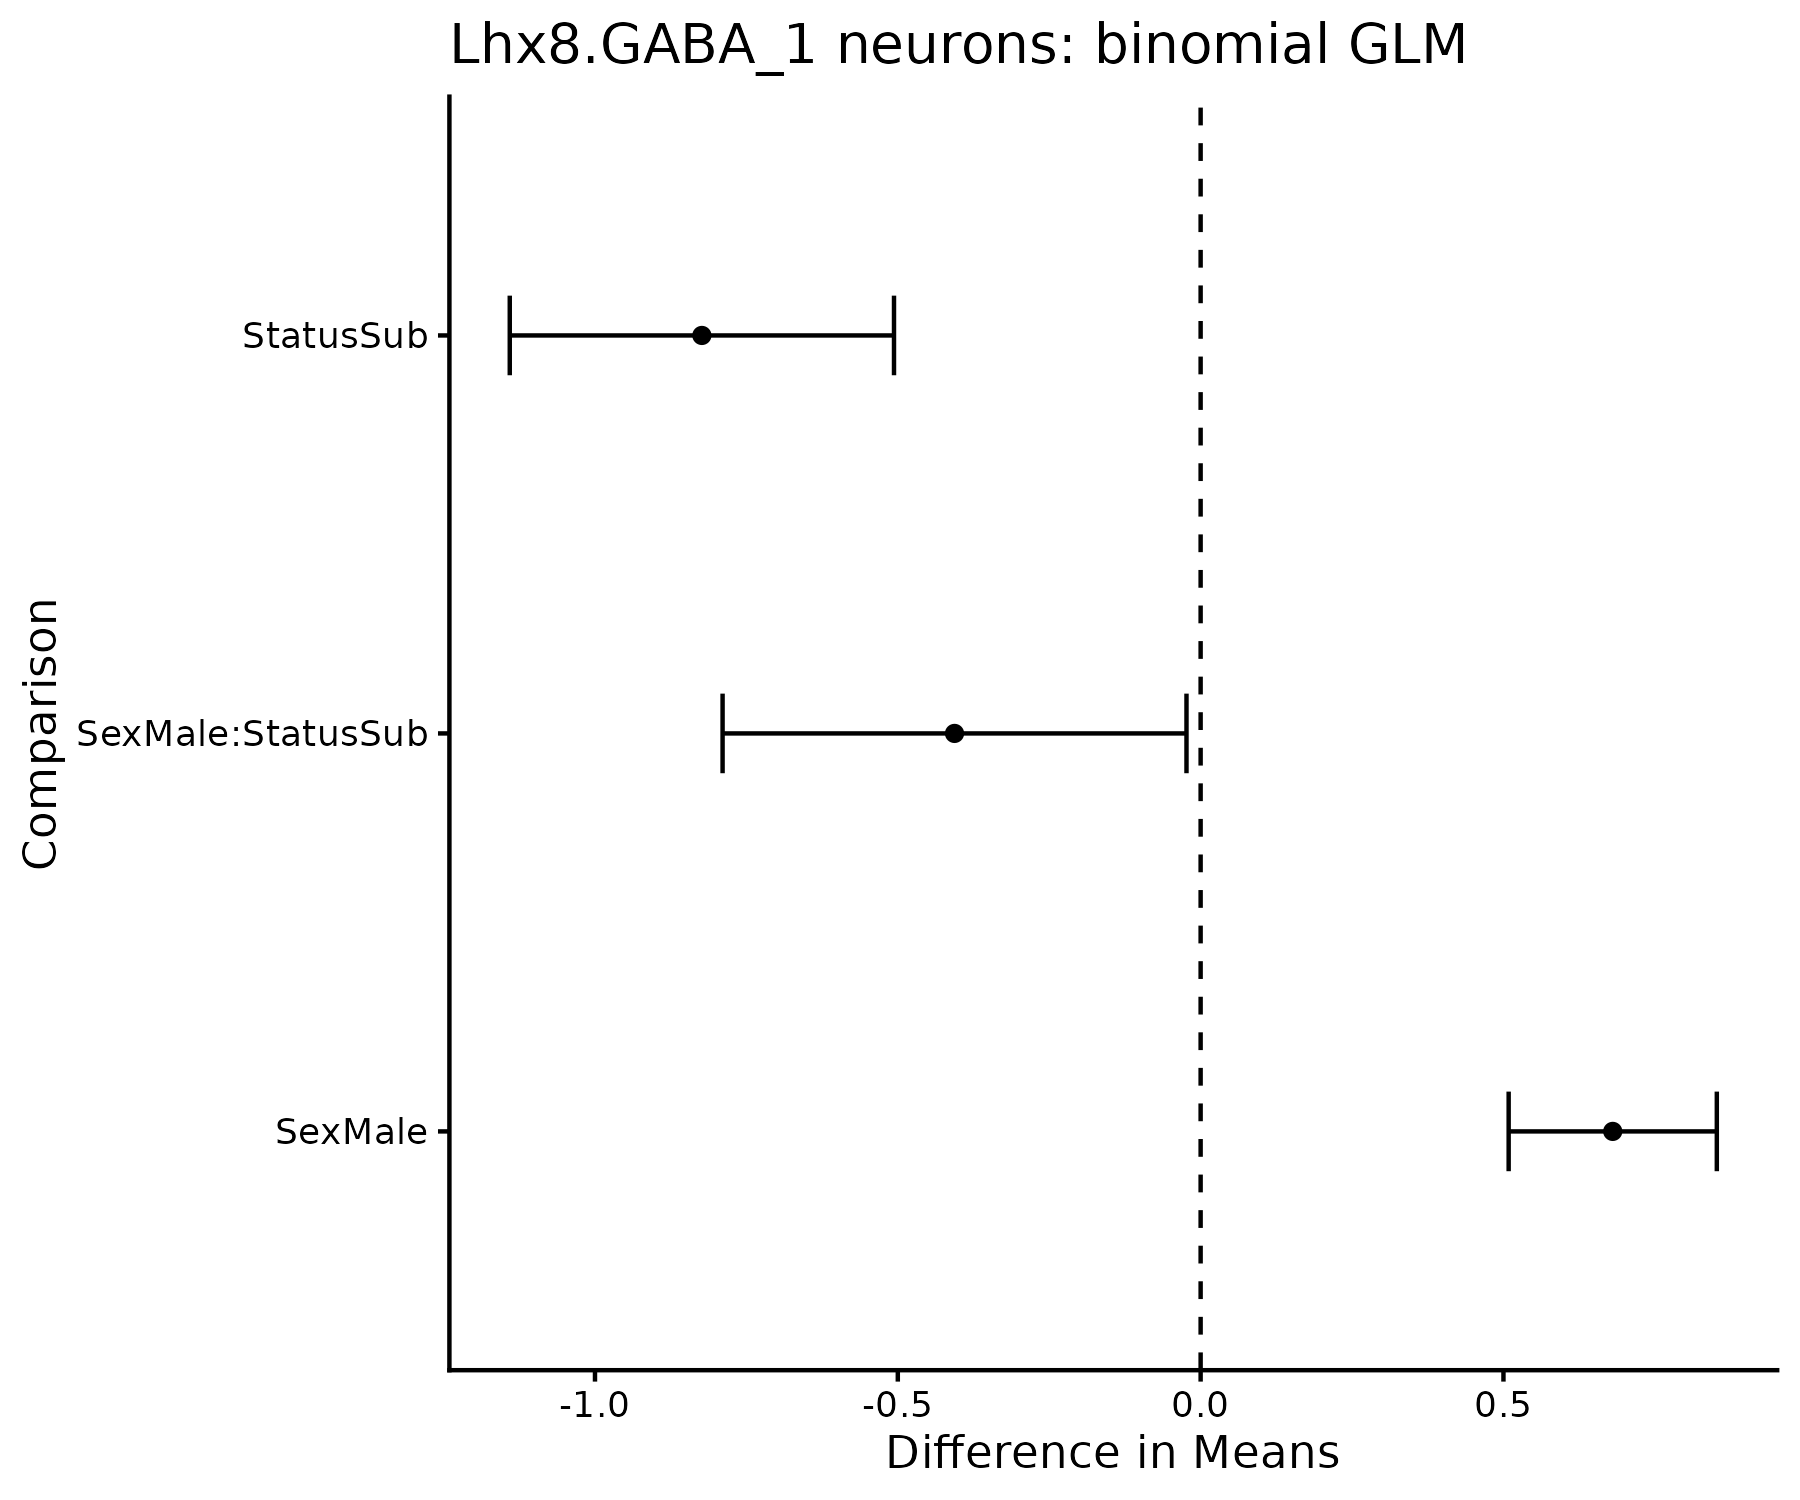 Lhx8.GABA_1 neurons: binomial GLM
Comparison
StatusSub
SexMale:StatusSub
SexMale
-1.0 -0.5 0.0 0.5
Difference in Means